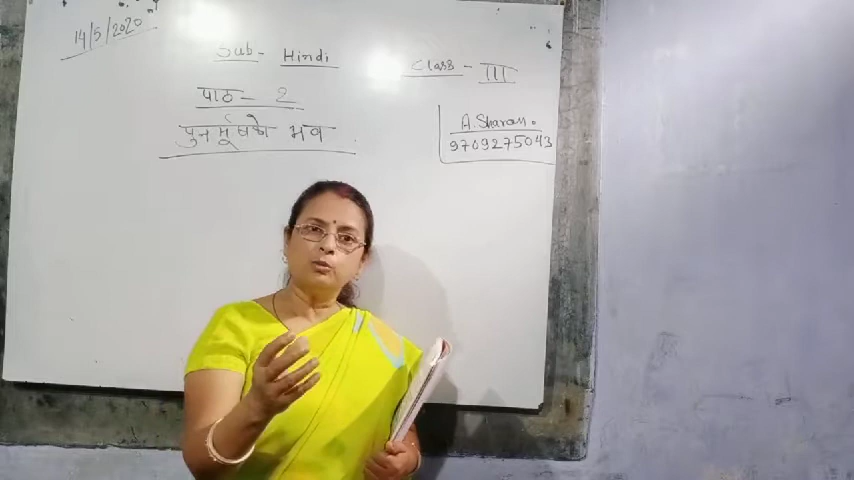 14/5/2020
Sub- Hindi
Class - III
पाठ- 2
पुनर्मूषको भव
A. Sharan.
9709275043